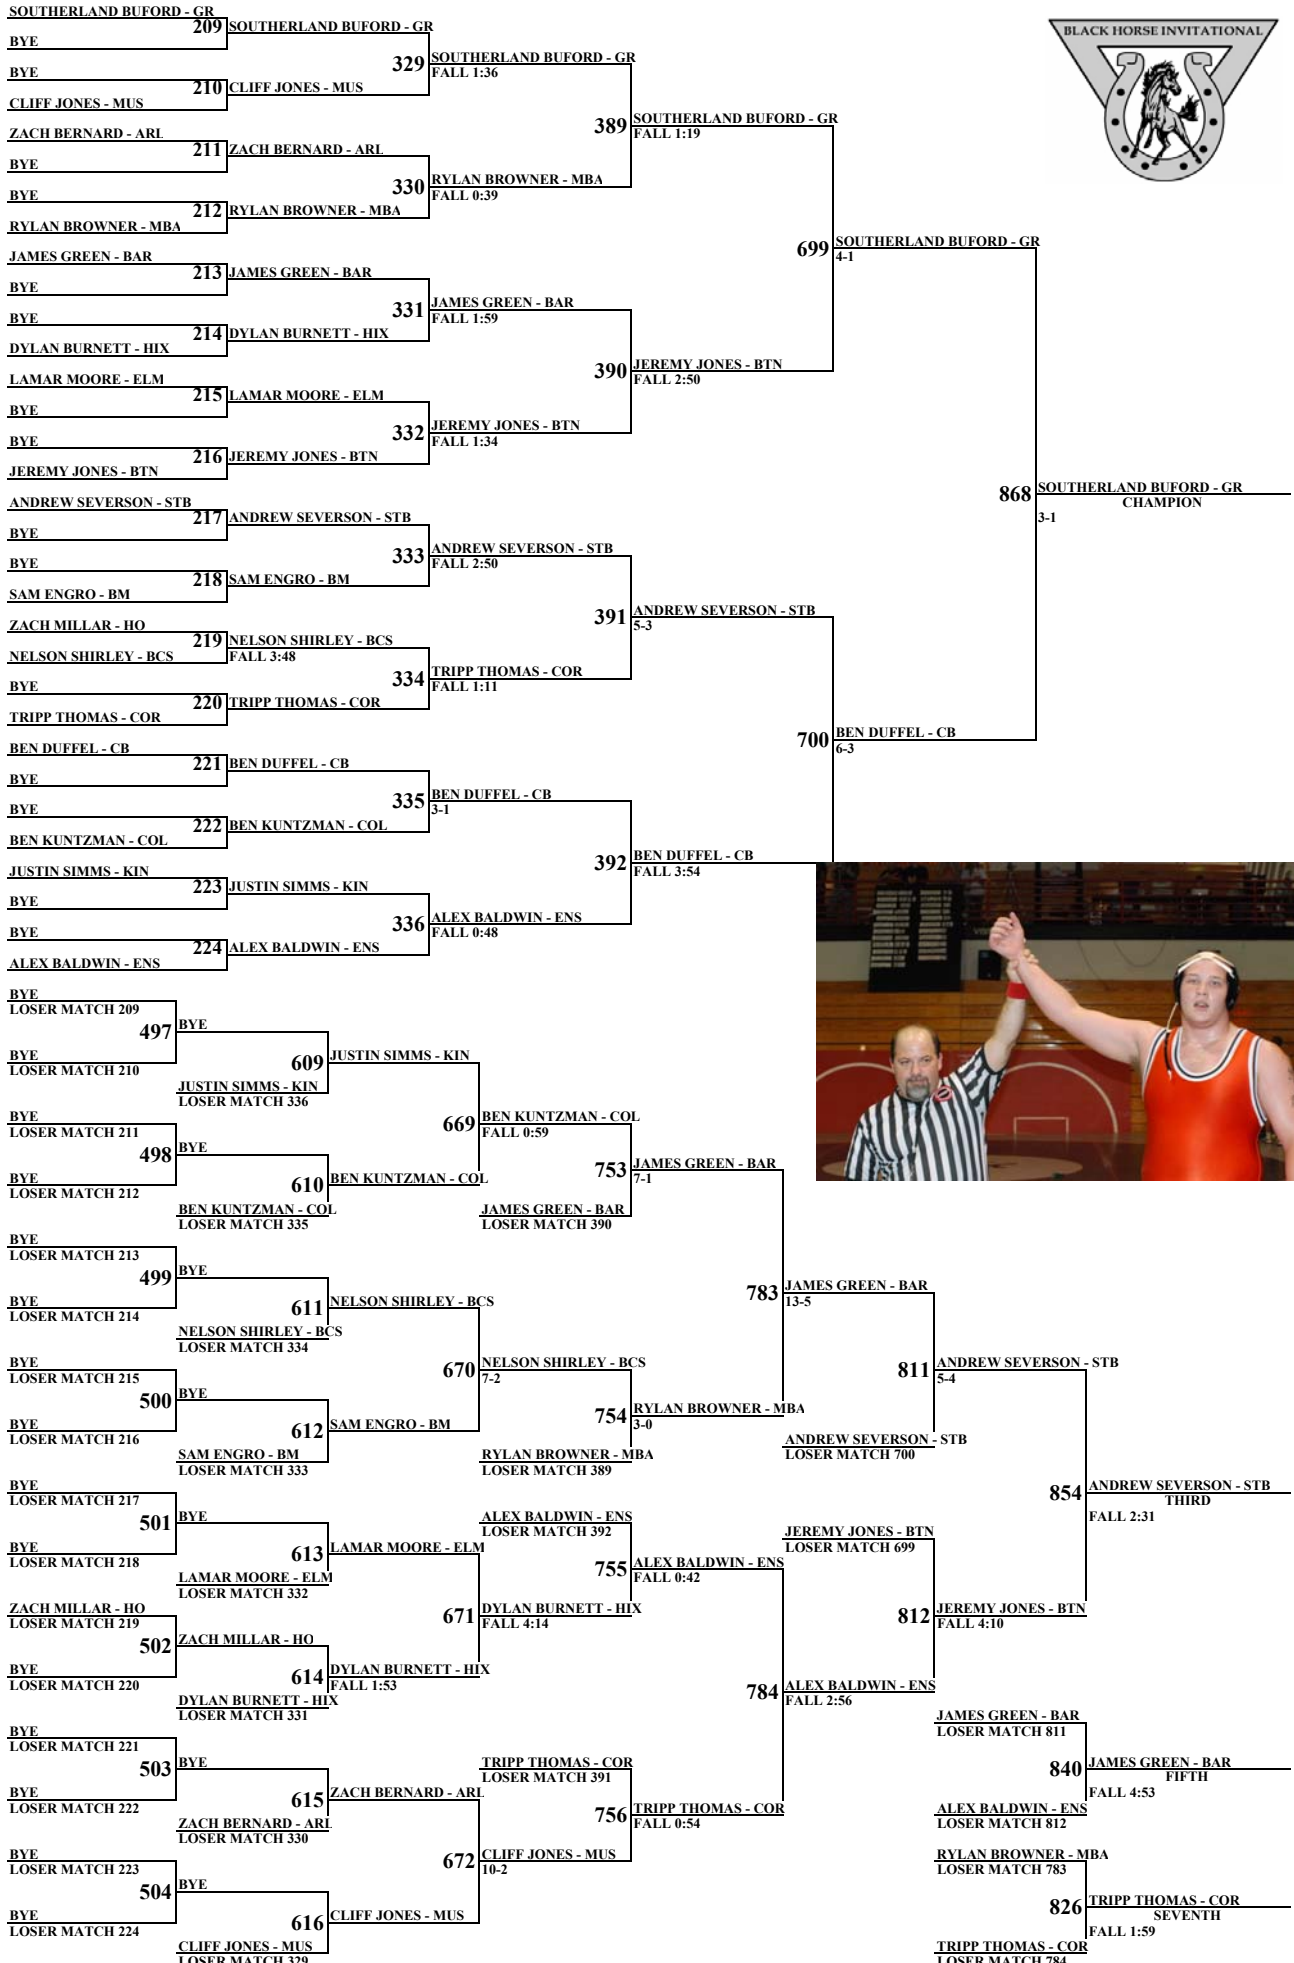 SOUTHERLAND BUFORD - GR
BYE
209
SOUTHERLAND BUFORD - GR
BYE
CLIFF JONES - MUS
210
CLIFF JONES - MUS
329
SOUTHERLAND BUFORD - GR
FALL 1:36
ZACH BERNARD - ARL
BYE
211
ZACH BERNARD - ARL
BYE
RYLAN BROWNER - MBA
212
RYLAN BROWNER - MBA
330
RYLAN BROWNER - MBA
FALL 0:39
389
SOUTHERLAND BUFORD - GR
FALL 1:19
JAMES GREEN - BAR
BYE
213
JAMES GREEN - BAR
BYE
DYLAN BURNETT - HIX
214
DYLAN BURNETT - HIX
331
JAMES GREEN - BAR
FALL 1:59
LAMAR MOORE - ELM
BYE
215
LAMAR MOORE - ELM
BYE
JEREMY JONES - BTN
216
JEREMY JONES - BTN
332
JEREMY JONES - BTN
FALL 1:34
390
JEREMY JONES - BTN
FALL 2:50
699
SOUTHERLAND BUFORD - GR
4-1
ANDREW SEVERSON - STB
BYE
217
ANDREW SEVERSON - STB
BYE
SAM ENGRO - BM
218
SAM ENGRO - BM
333
ANDREW SEVERSON - STB
FALL 2:50
ZACH MILLAR - HO
NELSON SHIRLEY - BCS
219
NELSON SHIRLEY - BCS
FALL 3:48
BYE
TRIPP THOMAS - COR
220
TRIPP THOMAS - COR
334
TRIPP THOMAS - COR
FALL 1:11
391
ANDREW SEVERSON - STB
5-3
BEN DUFFEL - CB
BYE
221
BEN DUFFEL - CB
BYE
BEN KUNTZMAN - COL
222
BEN KUNTZMAN - COL
335
BEN DUFFEL - CB
3-1
JUSTIN SIMMS - KIN
BYE
223
JUSTIN SIMMS - KIN
BYE
ALEX BALDWIN - ENS
224
ALEX BALDWIN - ENS
336
ALEX BALDWIN - ENS
FALL 0:48
392
BEN DUFFEL - CB
FALL 3:54
700
BEN DUFFEL - CB
6-3
868
SOUTHERLAND BUFORD - GR
CHAMPION
3-1
BLACK HORSE INVITATIONAL
BYE
LOSER MATCH 209
BYE
LOSER MATCH 210
497
BYE
JUSTIN SIMMS - KIN
LOSER MATCH 336
609
JUSTIN SIMMS - KIN
BYE
LOSER MATCH 211
BYE
LOSER MATCH 212
498
BYE
BEN KUNTZMAN - COL
LOSER MATCH 335
610
BEN KUNTZMAN - COL
669
BEN KUNTZMAN - COL
FALL 0:59
JAMES GREEN - BAR
LOSER MATCH 390
753
JAMES GREEN - BAR
7-1
BYE
LOSER MATCH 213
BYE
LOSER MATCH 214
499
BYE
NELSON SHIRLEY - BCS
LOSER MATCH 334
611
NELSON SHIRLEY - BCS
BYE
LOSER MATCH 215
BYE
LOSER MATCH 216
500
BYE
SAM ENGRO - BM
LOSER MATCH 333
612
SAM ENGRO - BM
670
NELSON SHIRLEY - BCS
7-2
RYLAN BROWNER - MBA
LOSER MATCH 389
754
RYLAN BROWNER - MBA
3-0
783
JAMES GREEN - BAR
13-5
ANDREW SEVERSON - STB
LOSER MATCH 700
811
ANDREW SEVERSON - STB
5-4
BYE
LOSER MATCH 217
BYE
LOSER MATCH 218
501
BYE
LAMAR MOORE - ELM
LOSER MATCH 332
613
LAMAR MOORE - ELM
ZACH MILLAR - HO
LOSER MATCH 219
BYE
LOSER MATCH 220
502
ZACH MILLAR - HO
DYLAN BURNETT - HIX
LOSER MATCH 331
614
DYLAN BURNETT - HIX
FALL 1:53
671
DYLAN BURNETT - HIX
FALL 4:14
ALEX BALDWIN - ENS
LOSER MATCH 392
755
ALEX BALDWIN - ENS
FALL 0:42
BYE
LOSER MATCH 221
BYE
LOSER MATCH 222
503
BYE
ZACH BERNARD - ARL
LOSER MATCH 330
615
ZACH BERNARD - ARL
BYE
LOSER MATCH 223
BYE
LOSER MATCH 224
504
BYE
CLIFF JONES - MUS
LOSER MATCH 329
616
CLIFF JONES - MUS
672
CLIFF JONES - MUS
10-2
TRIPP THOMAS - COR
LOSER MATCH 391
756
TRIPP THOMAS - COR
FALL 0:54
784
ALEX BALDWIN - ENS
FALL 2:56
JEREMY JONES - BTN
LOSER MATCH 699
812
JEREMY JONES - BTN
FALL 4:10
854
ANDREW SEVERSON - STB
THIRD
FALL 2:31
JAMES GREEN - BAR
LOSER MATCH 811
ALEX BALDWIN - ENS
LOSER MATCH 812
840
JAMES GREEN - BAR
FIFTH
FALL 4:53
RYLAN BROWNER - MBA
LOSER MATCH 783
TRIPP THOMAS - COR
LOSER MATCH 784
826
TRIPP THOMAS - COR
SEVENTH
FALL 1:59